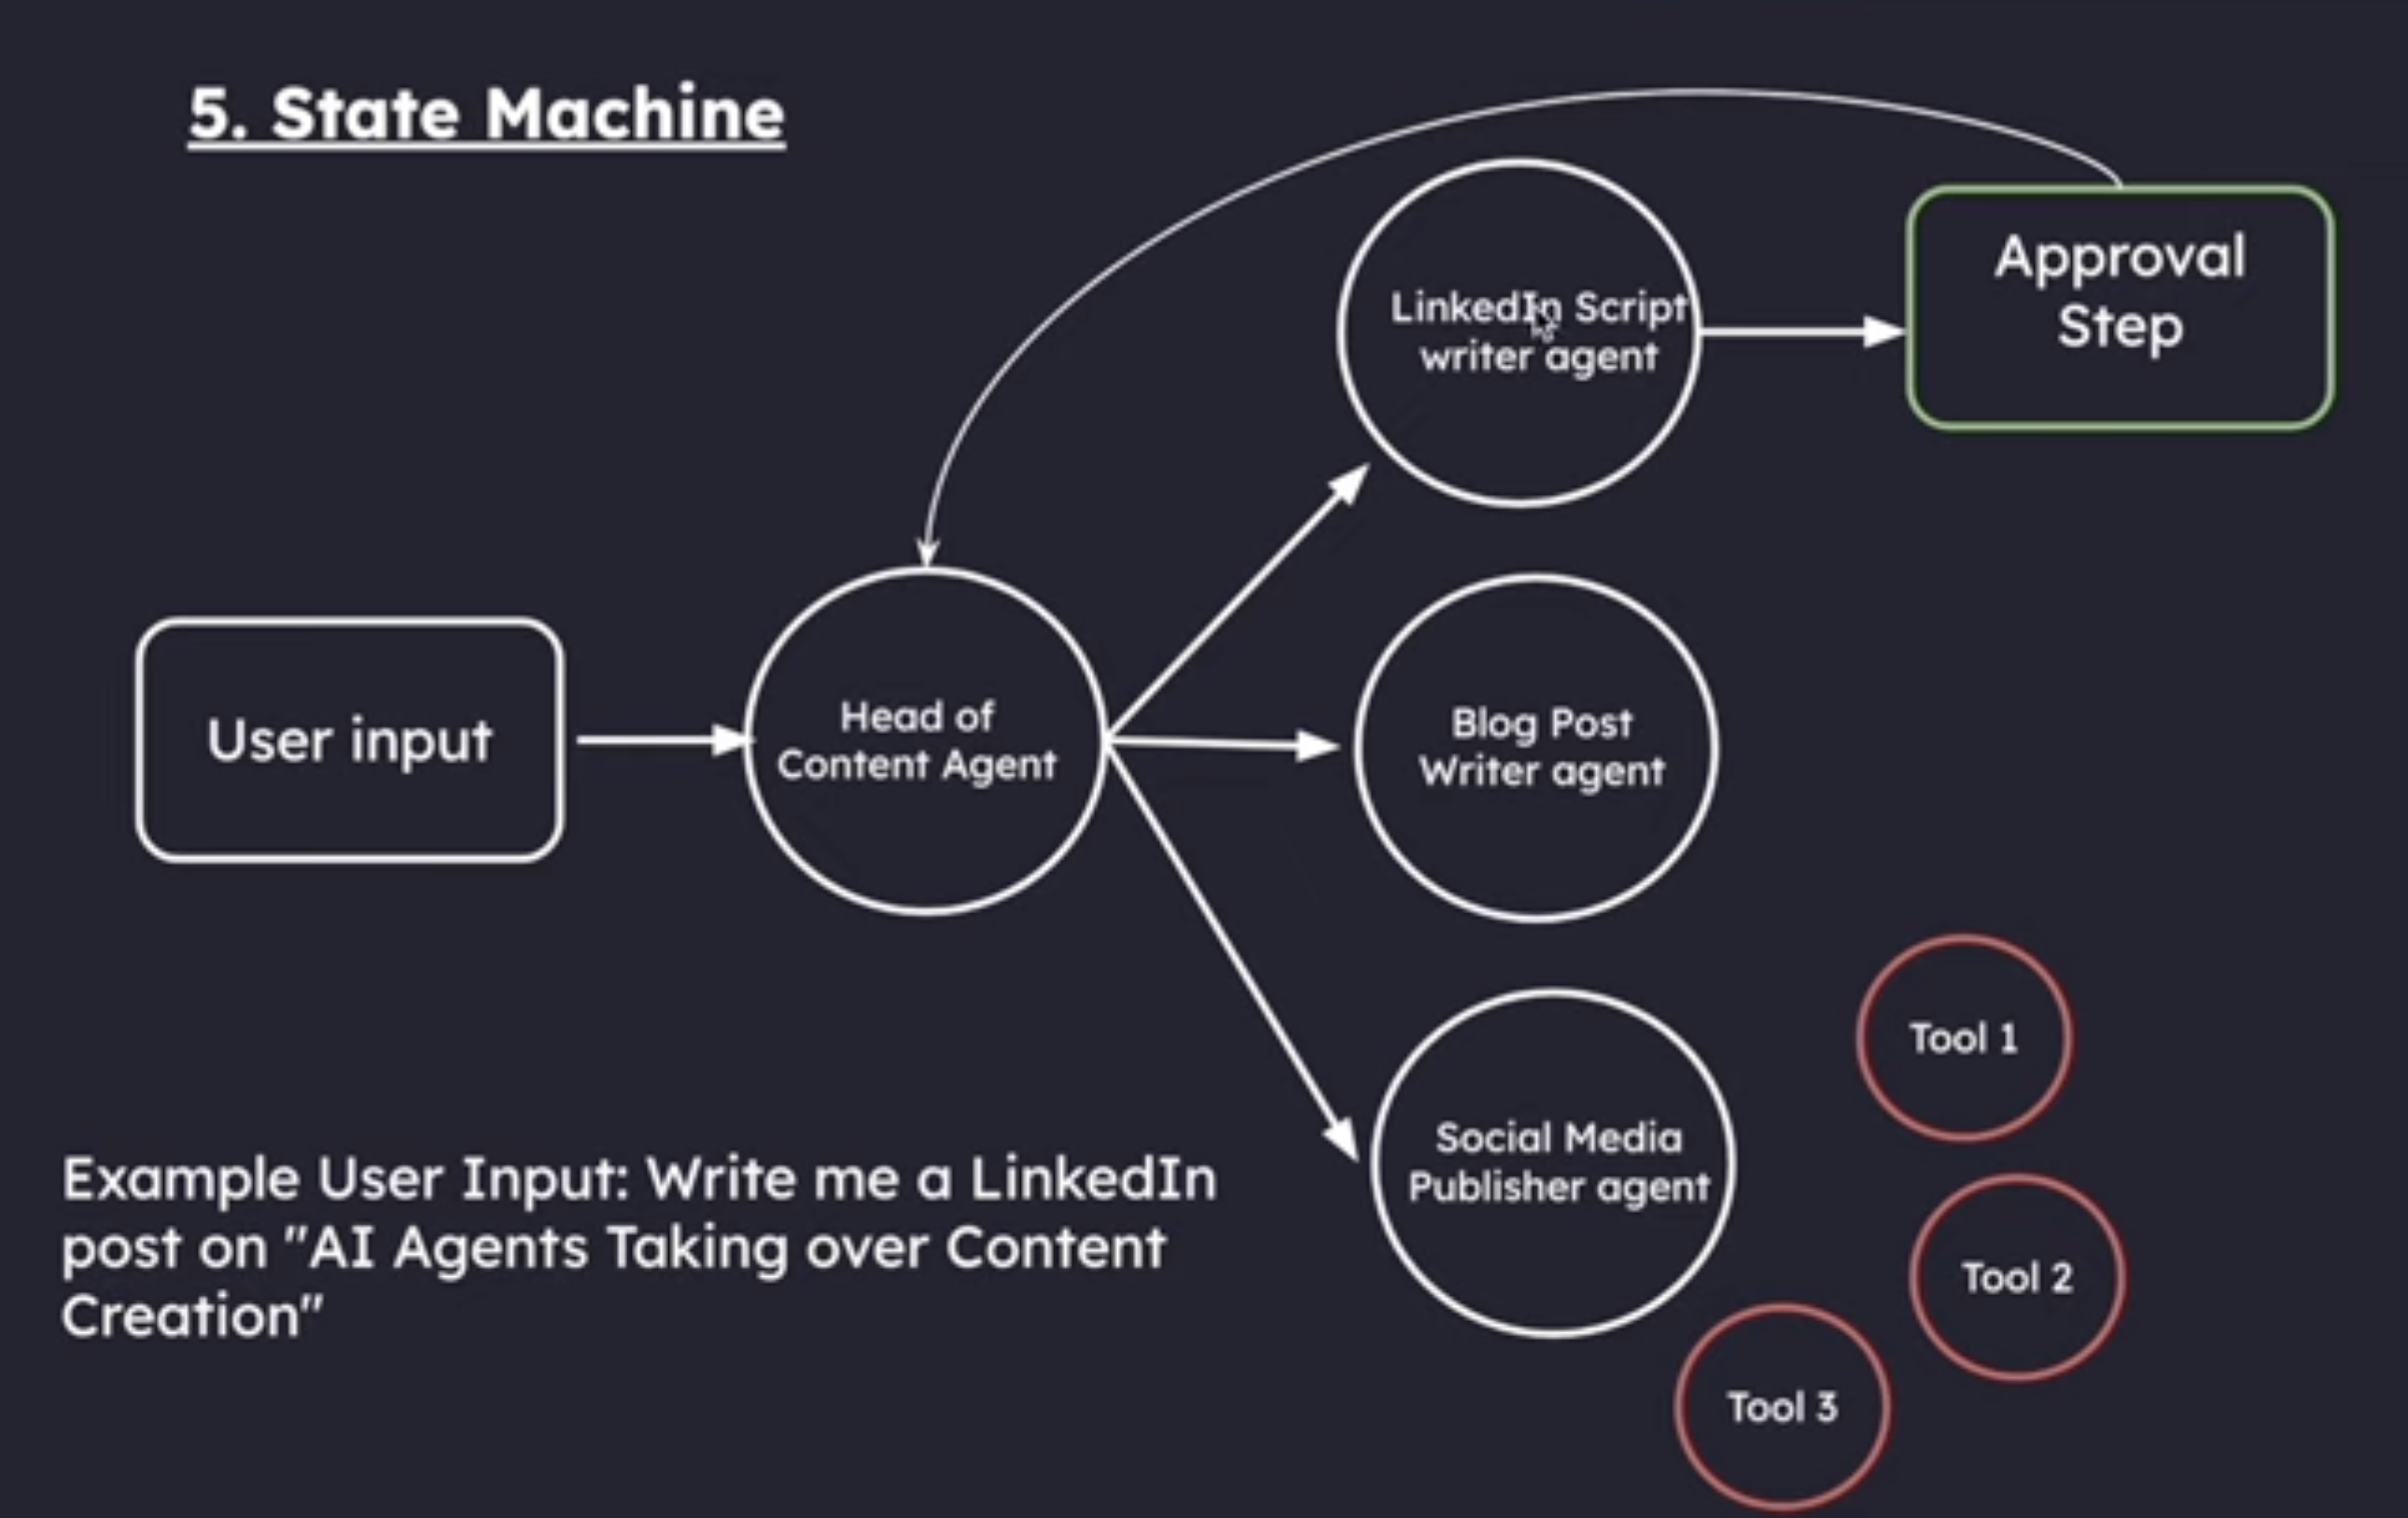 5. State Machine
LinkedIn Script
writer agent
Approval
Step
User input
Head of
Content Agent
Blog Post
Writer agent
Social Media
Publisher agent
Tool 1
Tool 2
Tool 3
Example User Input: Write me a LinkedIn
post on "AI Agents Taking over Content
Creation"